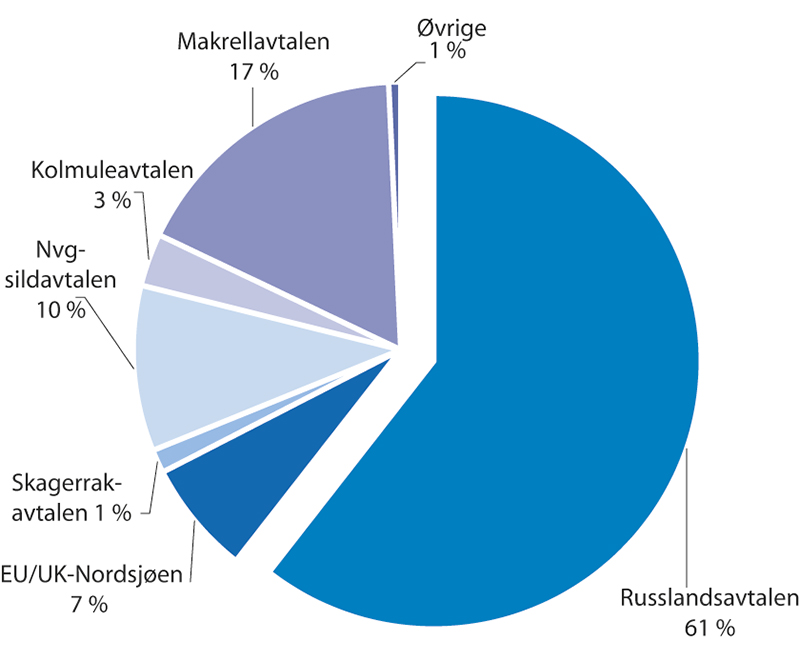 Øvrige
1 %
Makrellavtalen
17 %
Kolmuleavtalen
3 %
Nvg-
sildavtalen
10 %
Skagerrak-
avtalen 1 %
EU/UK-Nordsjøen
7 %
Russlandsavtalen
61 %